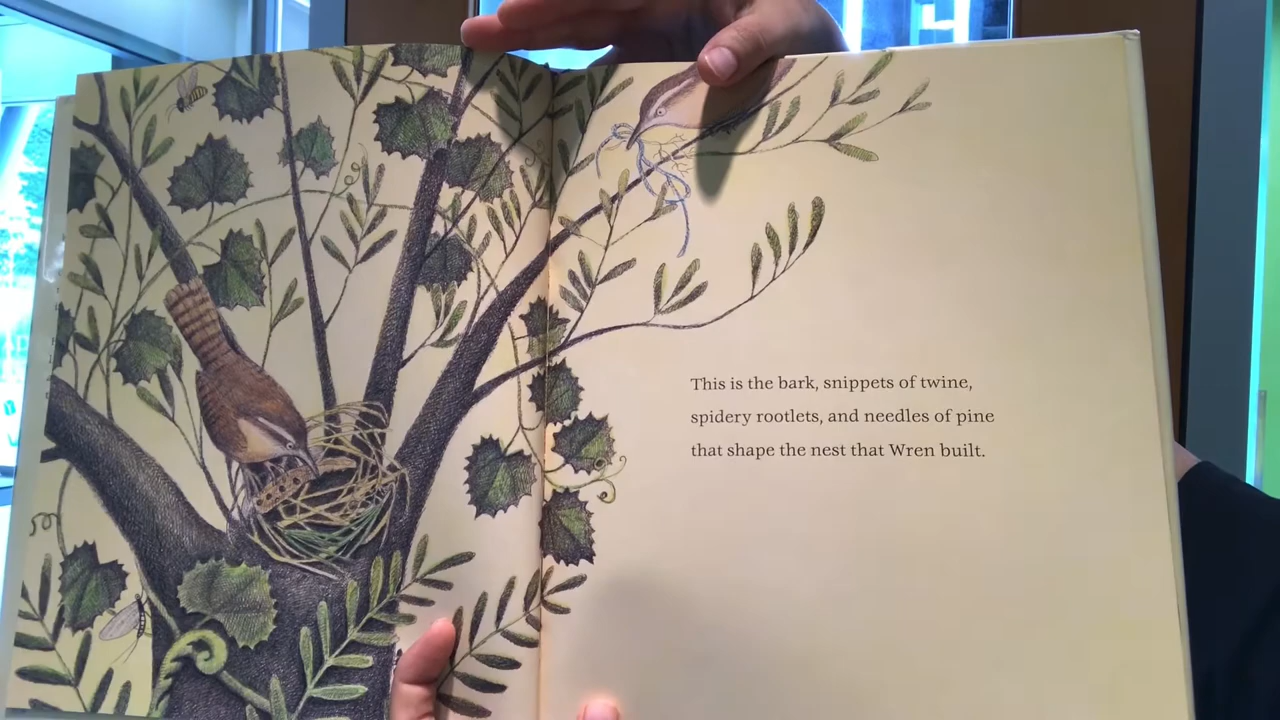 This is the bark, snippets of twine,
spidery rootlets, and needles of pine
that shape the nest that Wren built.